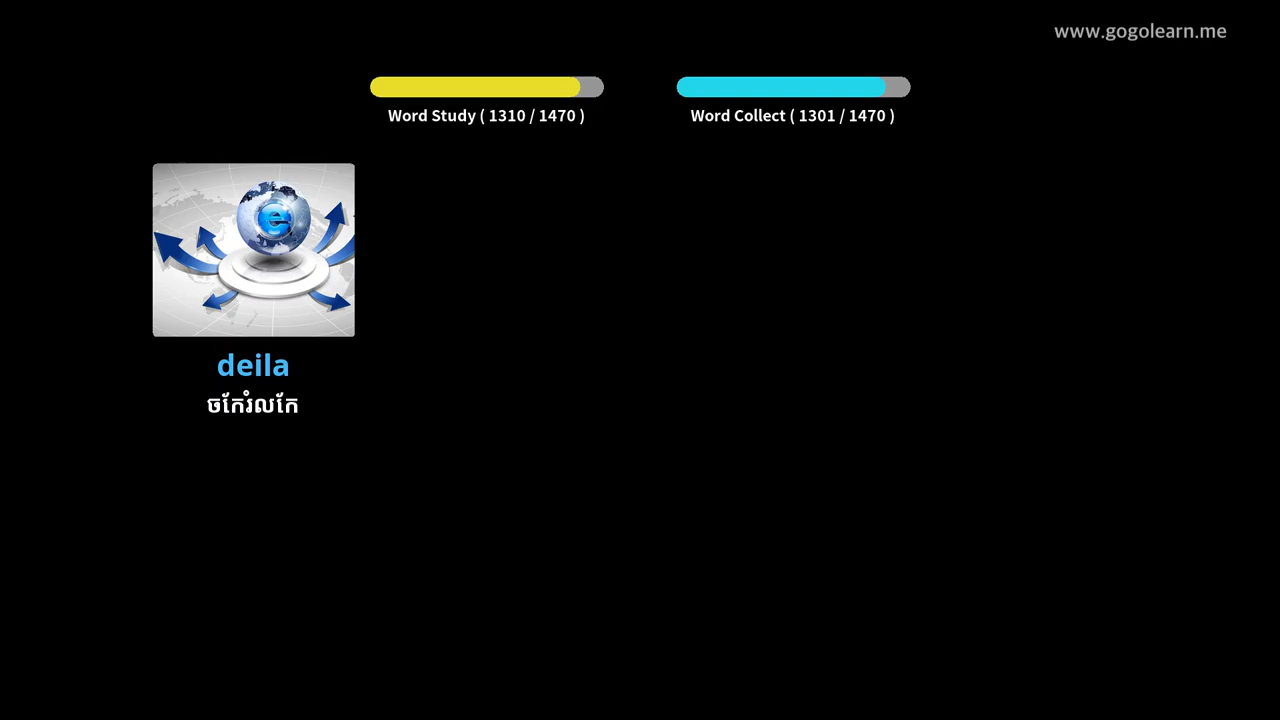 www.gogolearn.me
Word Study ( 1310 / 1470 )
Word Collect ( 1301 / 1470 )
e
deila
ចែករំលែក